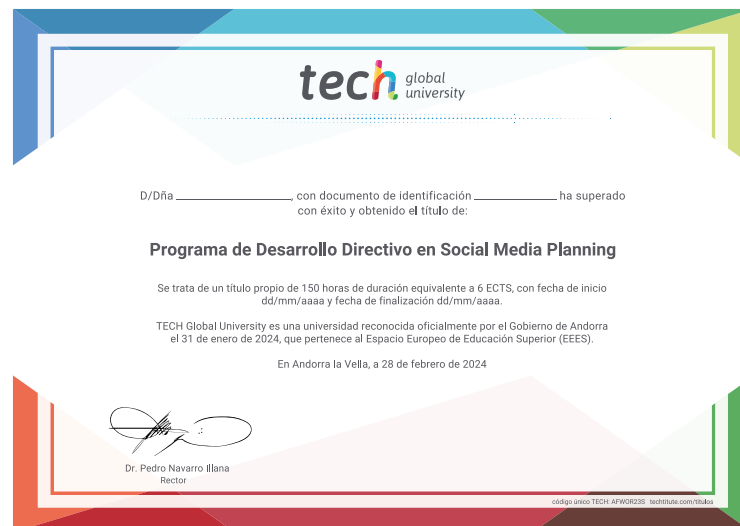 tech global university
D/Dña ______________, con documento de identificación ______________ ha superado
con éxito y obtenido el título de:
Programa de Desarrollo Directivo en Social Media Planning
Se trata de un título propio de 150 horas de duración equivalente a 6 ECTS, con fecha de inicio
dd/mm/aaaa y fecha de finalización dd/mm/aaaa.
TECH Global University es una universidad reconocida oficialmente por el Gobierno de Andorra
el 31 de enero de 2024, que pertenece al Espacio Europeo de Educación Superior (EEES).
En Andorra la Vella, a 28 de febrero de 2024
Dr. Pedro Navarro Illana
Rector
código único TECH: AFWOR23S techtitute.com/titulos